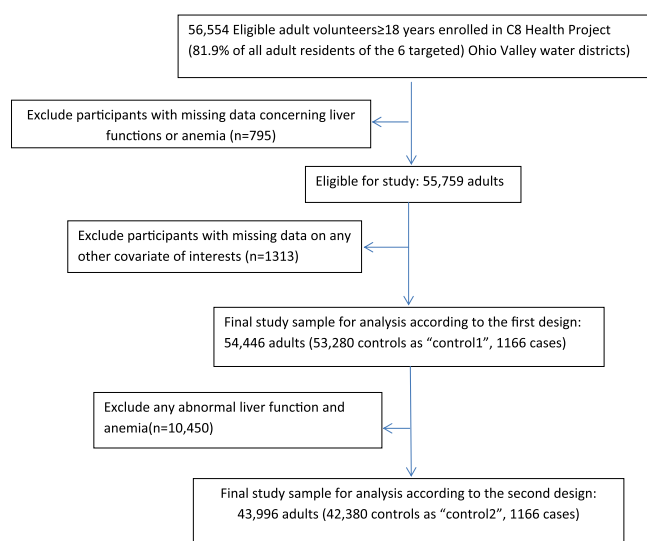 56,554 Eligible adult volunteers≥18 years enrolled in C8 Health Project
(81.9% of all adult residents of the 6 targeted) Ohio Valley water districts)
Exclude participants with missing data concerning liver
functions or anemia (n=795)
Eligible for study: 55,759 adults
Exclude participants with missing data on any
other covariate of interests (n=1313)
Final study sample for analysis according to the first design:
54,446 adults (53,280 controls as “control1”, 1166 cases)
Exclude any abnormal liver function and
anemia(n=10,450)
Final study sample for analysis according to the second design:
43,996 adults (42,380 controls as “control2”, 1166 cases)